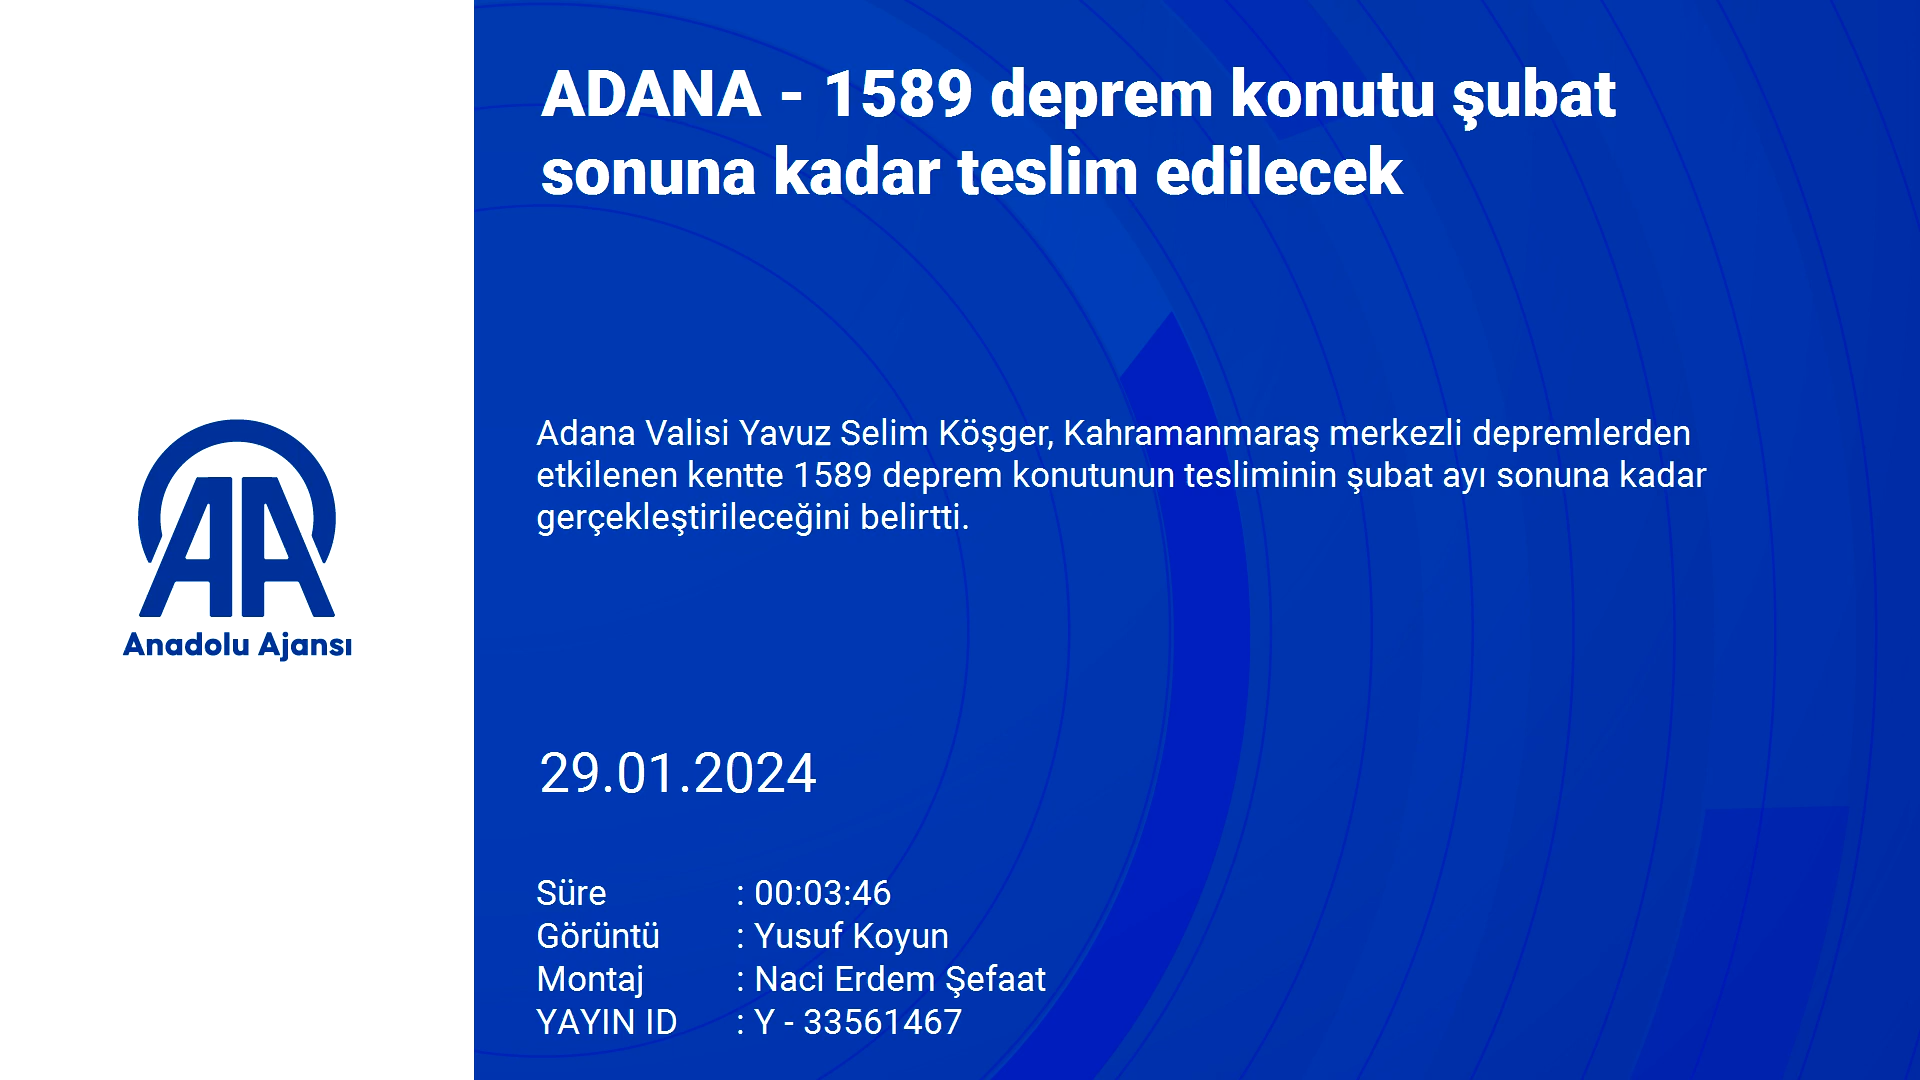 ADANA - 1589 deprem konutu şubat
sonuna kadar teslim edilecek
Adana Valisi Yavuz Selim Köşger, Kahramanmaraş merkezli depremlerden
etkilenen kentte 1589 deprem konutunun tesliminin şubat ayı sonuna kadar
gerçekleştirileceğini belirtti.
AA
Anadolu Ajansı
29.01.2024
Süre : 00:03:46
Görüntü : Yusuf Koyun
Montaj : Naci Erdem Şefaat
YAYIN ID : Y - 33561467